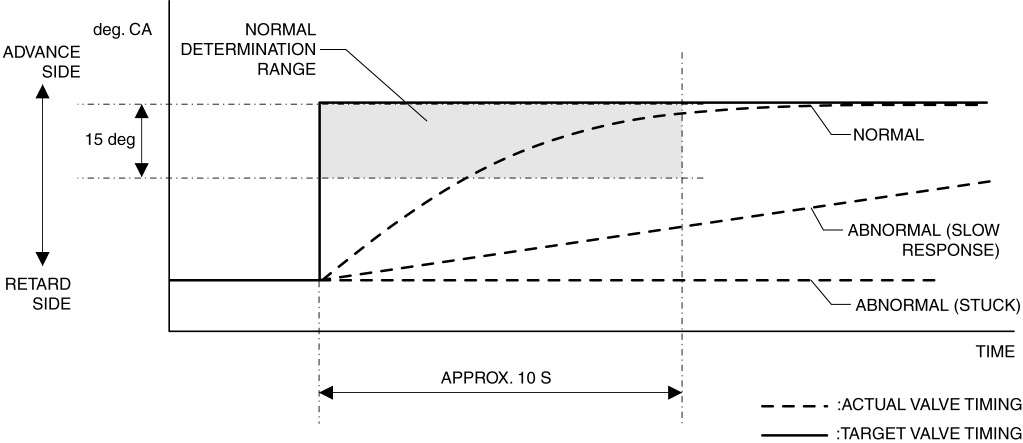 deg. CA
ADVANCE
SIDE
NORMAL
DETERMINATION
RANGE
15 deg
NORMAL
ABNORMAL (SLOW
RESPONSE)
RETARD
SIDE
ABNORMAL (STUCK)
TIME
APPROX. 10 S
:ACTUAL VALVE TIMING
:TARGET VALVE TIMING